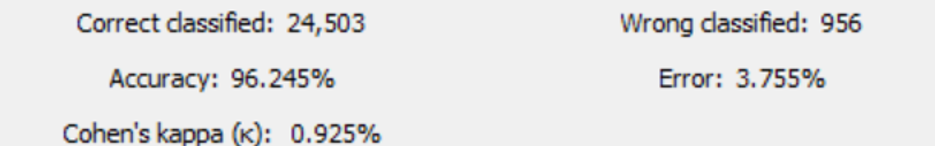 Correct classified: 24,503 Wrong classified: 956
Accuracy: 96.245% Error: 3.755%
Cohen's kappa (κ): 0.925%